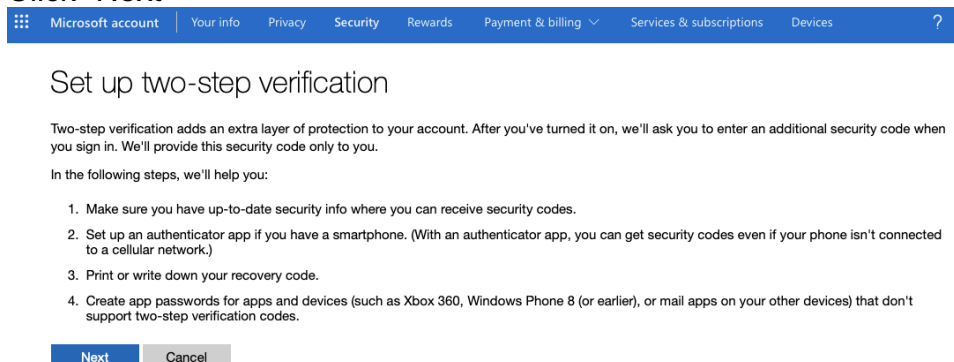 Microsoft account Your info Privacy Security Rewards Payment & billing Services & subscriptions Devices ?
Set up two-step verification
Two-step verification adds an extra layer of protection to your account. After you've turned it on, we'll ask you to enter an additional security code when
you sign in. We'll provide this security code only to you.
In the following steps, we'll help you:
1. Make sure you have up-to-date security info where you can receive security codes.
2. Set up an authenticator app if you have a smartphone. (With an authenticator app, you can get security codes even if your phone isn't connected
to a cellular network.)
3. Print or write down your recovery code.
4. Create app passwords for apps and devices (such as Xbox 360, Windows Phone 8 (or earlier), or mail apps on your other devices) that don't
support two-step verification codes.
Next Cancel